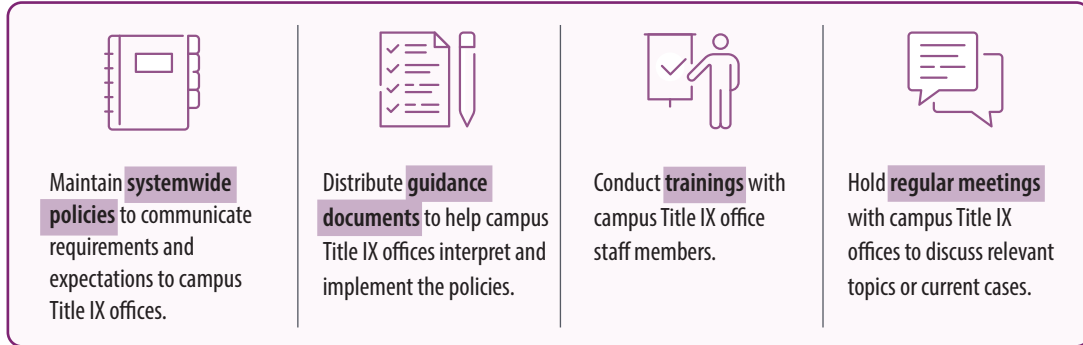 Maintain systemwide
policies to communicate
requirements and
expectations to campus
Title IX offices.
Distribute guidance
documents to help campus
Title IX offices interpret and
implement the policies.
Conduct trainings with
campus Title IX office
staff members.
Hold regular meetings
with campus Title IX
offices to discuss relevant
topics or current cases.